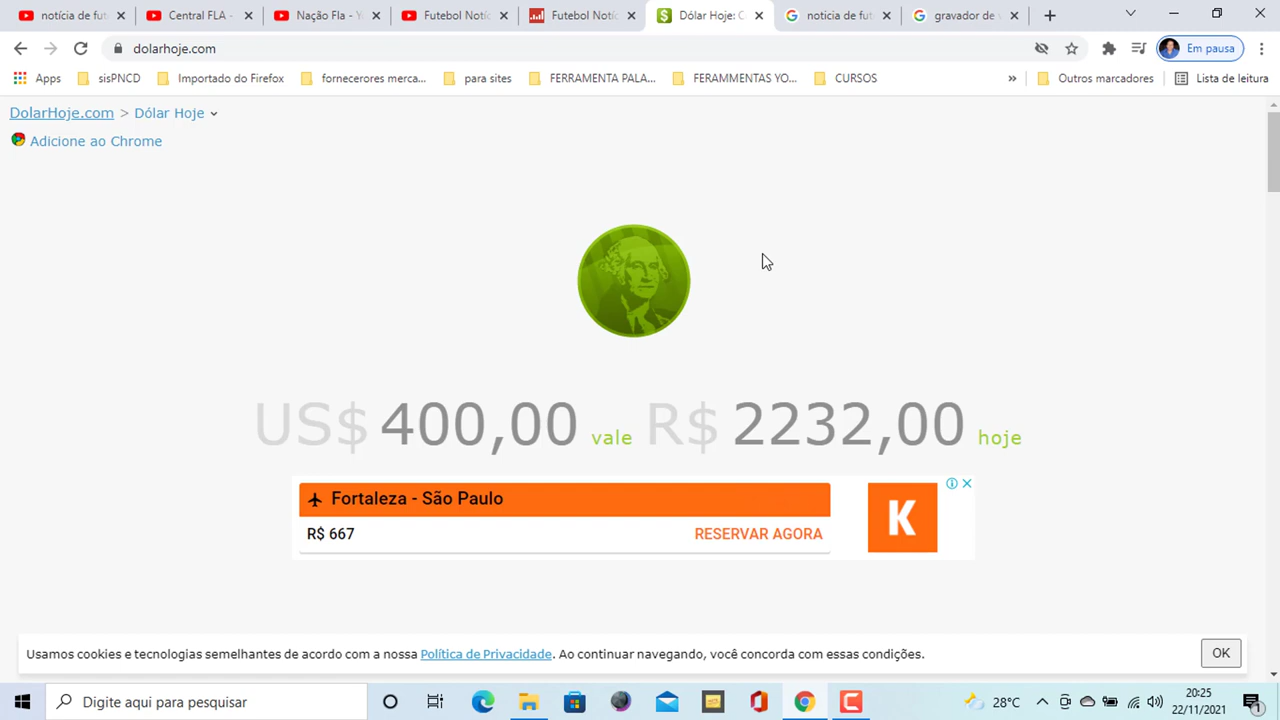 notícia de fut
Central FLA -
Nação Fla - Y
Futebol Notíc
Futebol Notíc
Dólar Hoje: C
noticia de fut
gravador de v
dolarhoje.com
Em pausa
Apps
sisPNCD
Importado do Firefox
fornecerores merca...
para sites
FERRAMENTA PALA...
FERAMMENTAS YO...
CURSOS
»
Outros marcadores
Lista de leitura
DolarHoje.com > Dólar Hoje
Adicione ao Chrome
US$ 400,00 vale R$ 2232,00 hoje
Fortaleza - São Paulo
R$ 667
RESERVAR AGORA
K
Usamos cookies e tecnologias semelhantes de acordo com a nossa Política de Privacidade. Ao continuar navegando, você concorda com essas condições.
OK
Digite aqui para pesquisar
28°C
20:25
22/11/2021
1